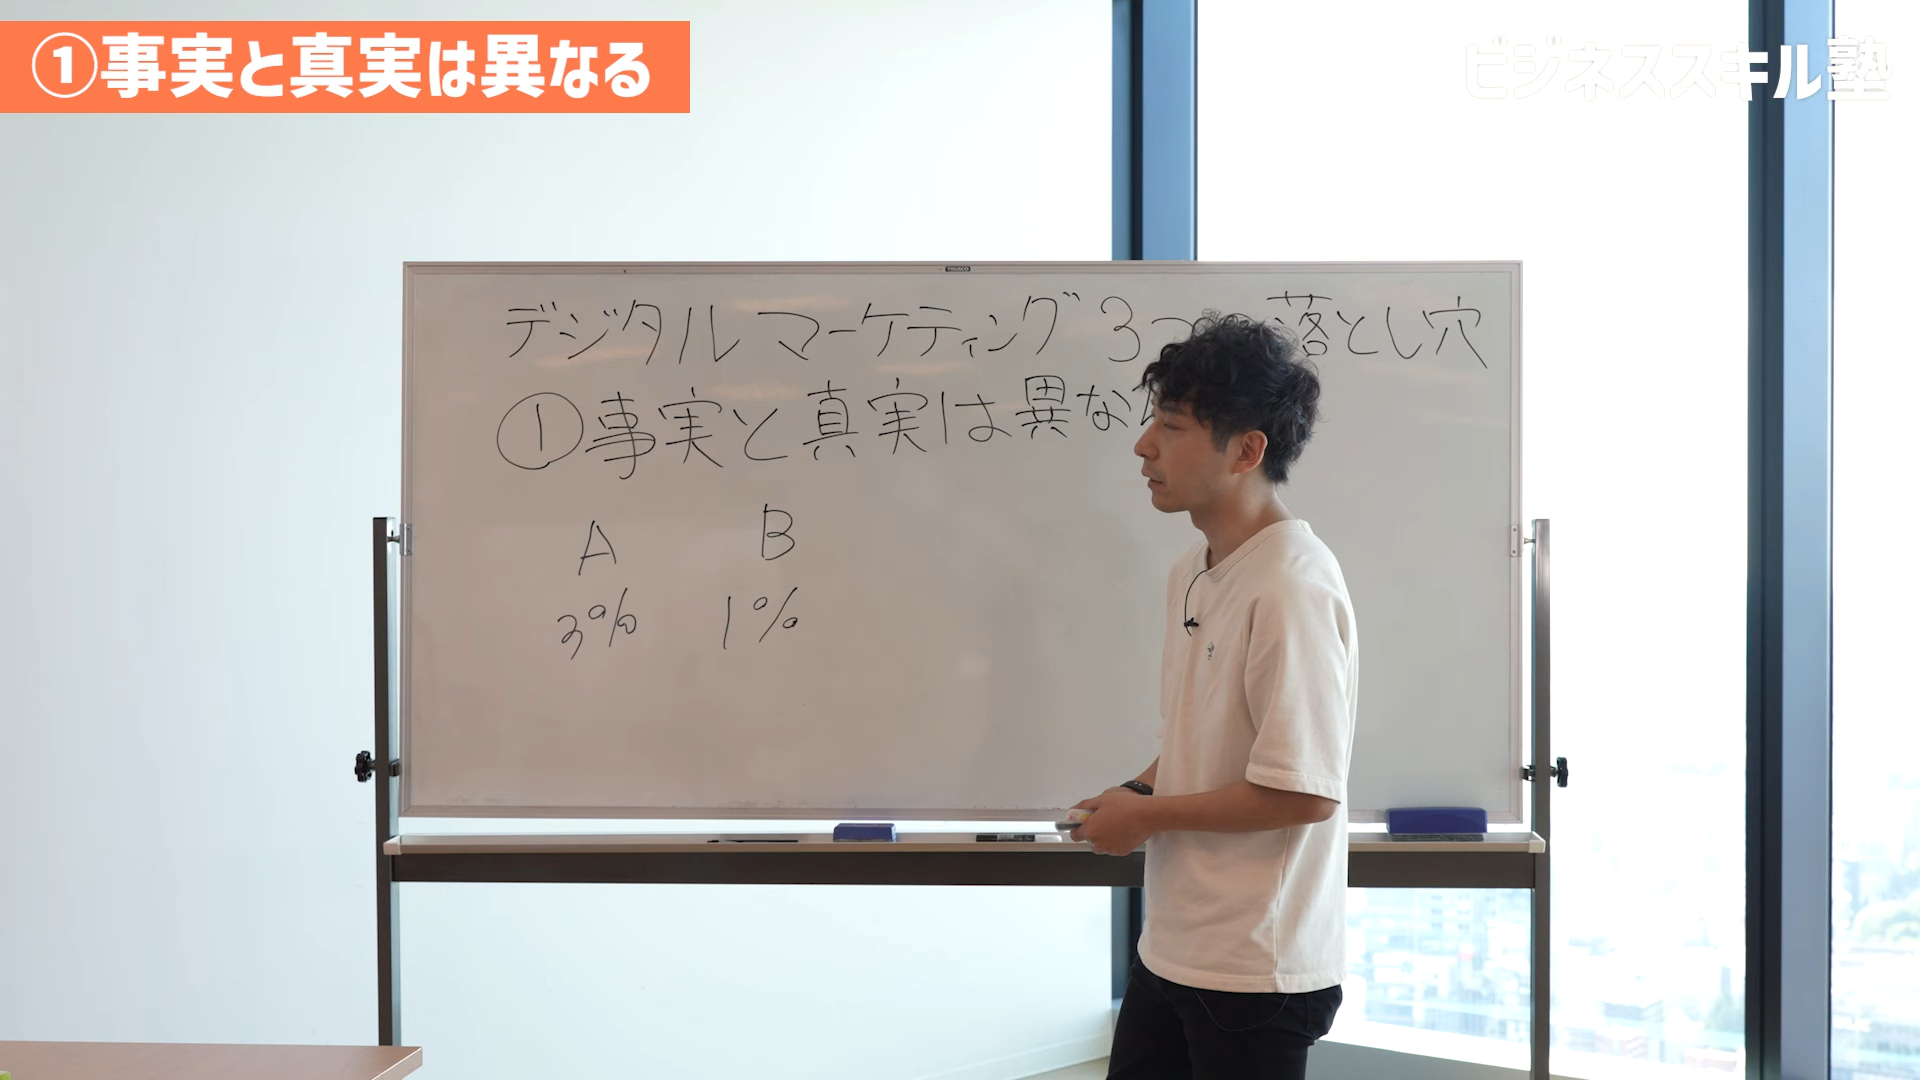 ①事実と真実は異なる
ビジネススキル塾
TRUSCO
デジタルマーケティング3つ 落とし穴
①事実と真実は異な
A B
3% 1%